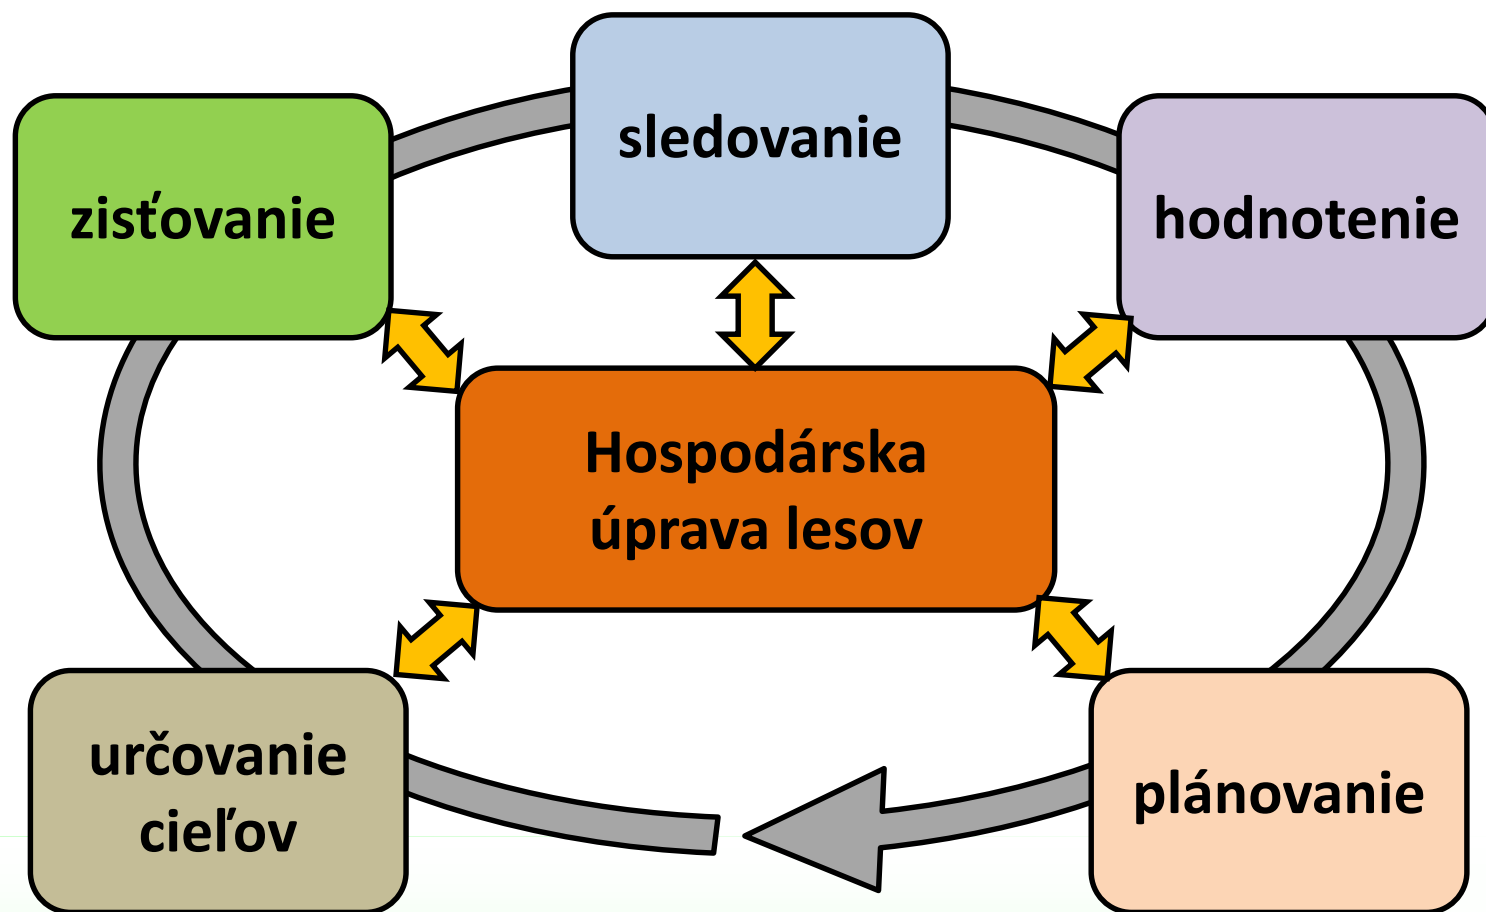 sledovanie
zisťovanie
hodnotenie
Hospodárska
úprava lesov
určovanie
cieľov
plánovanie